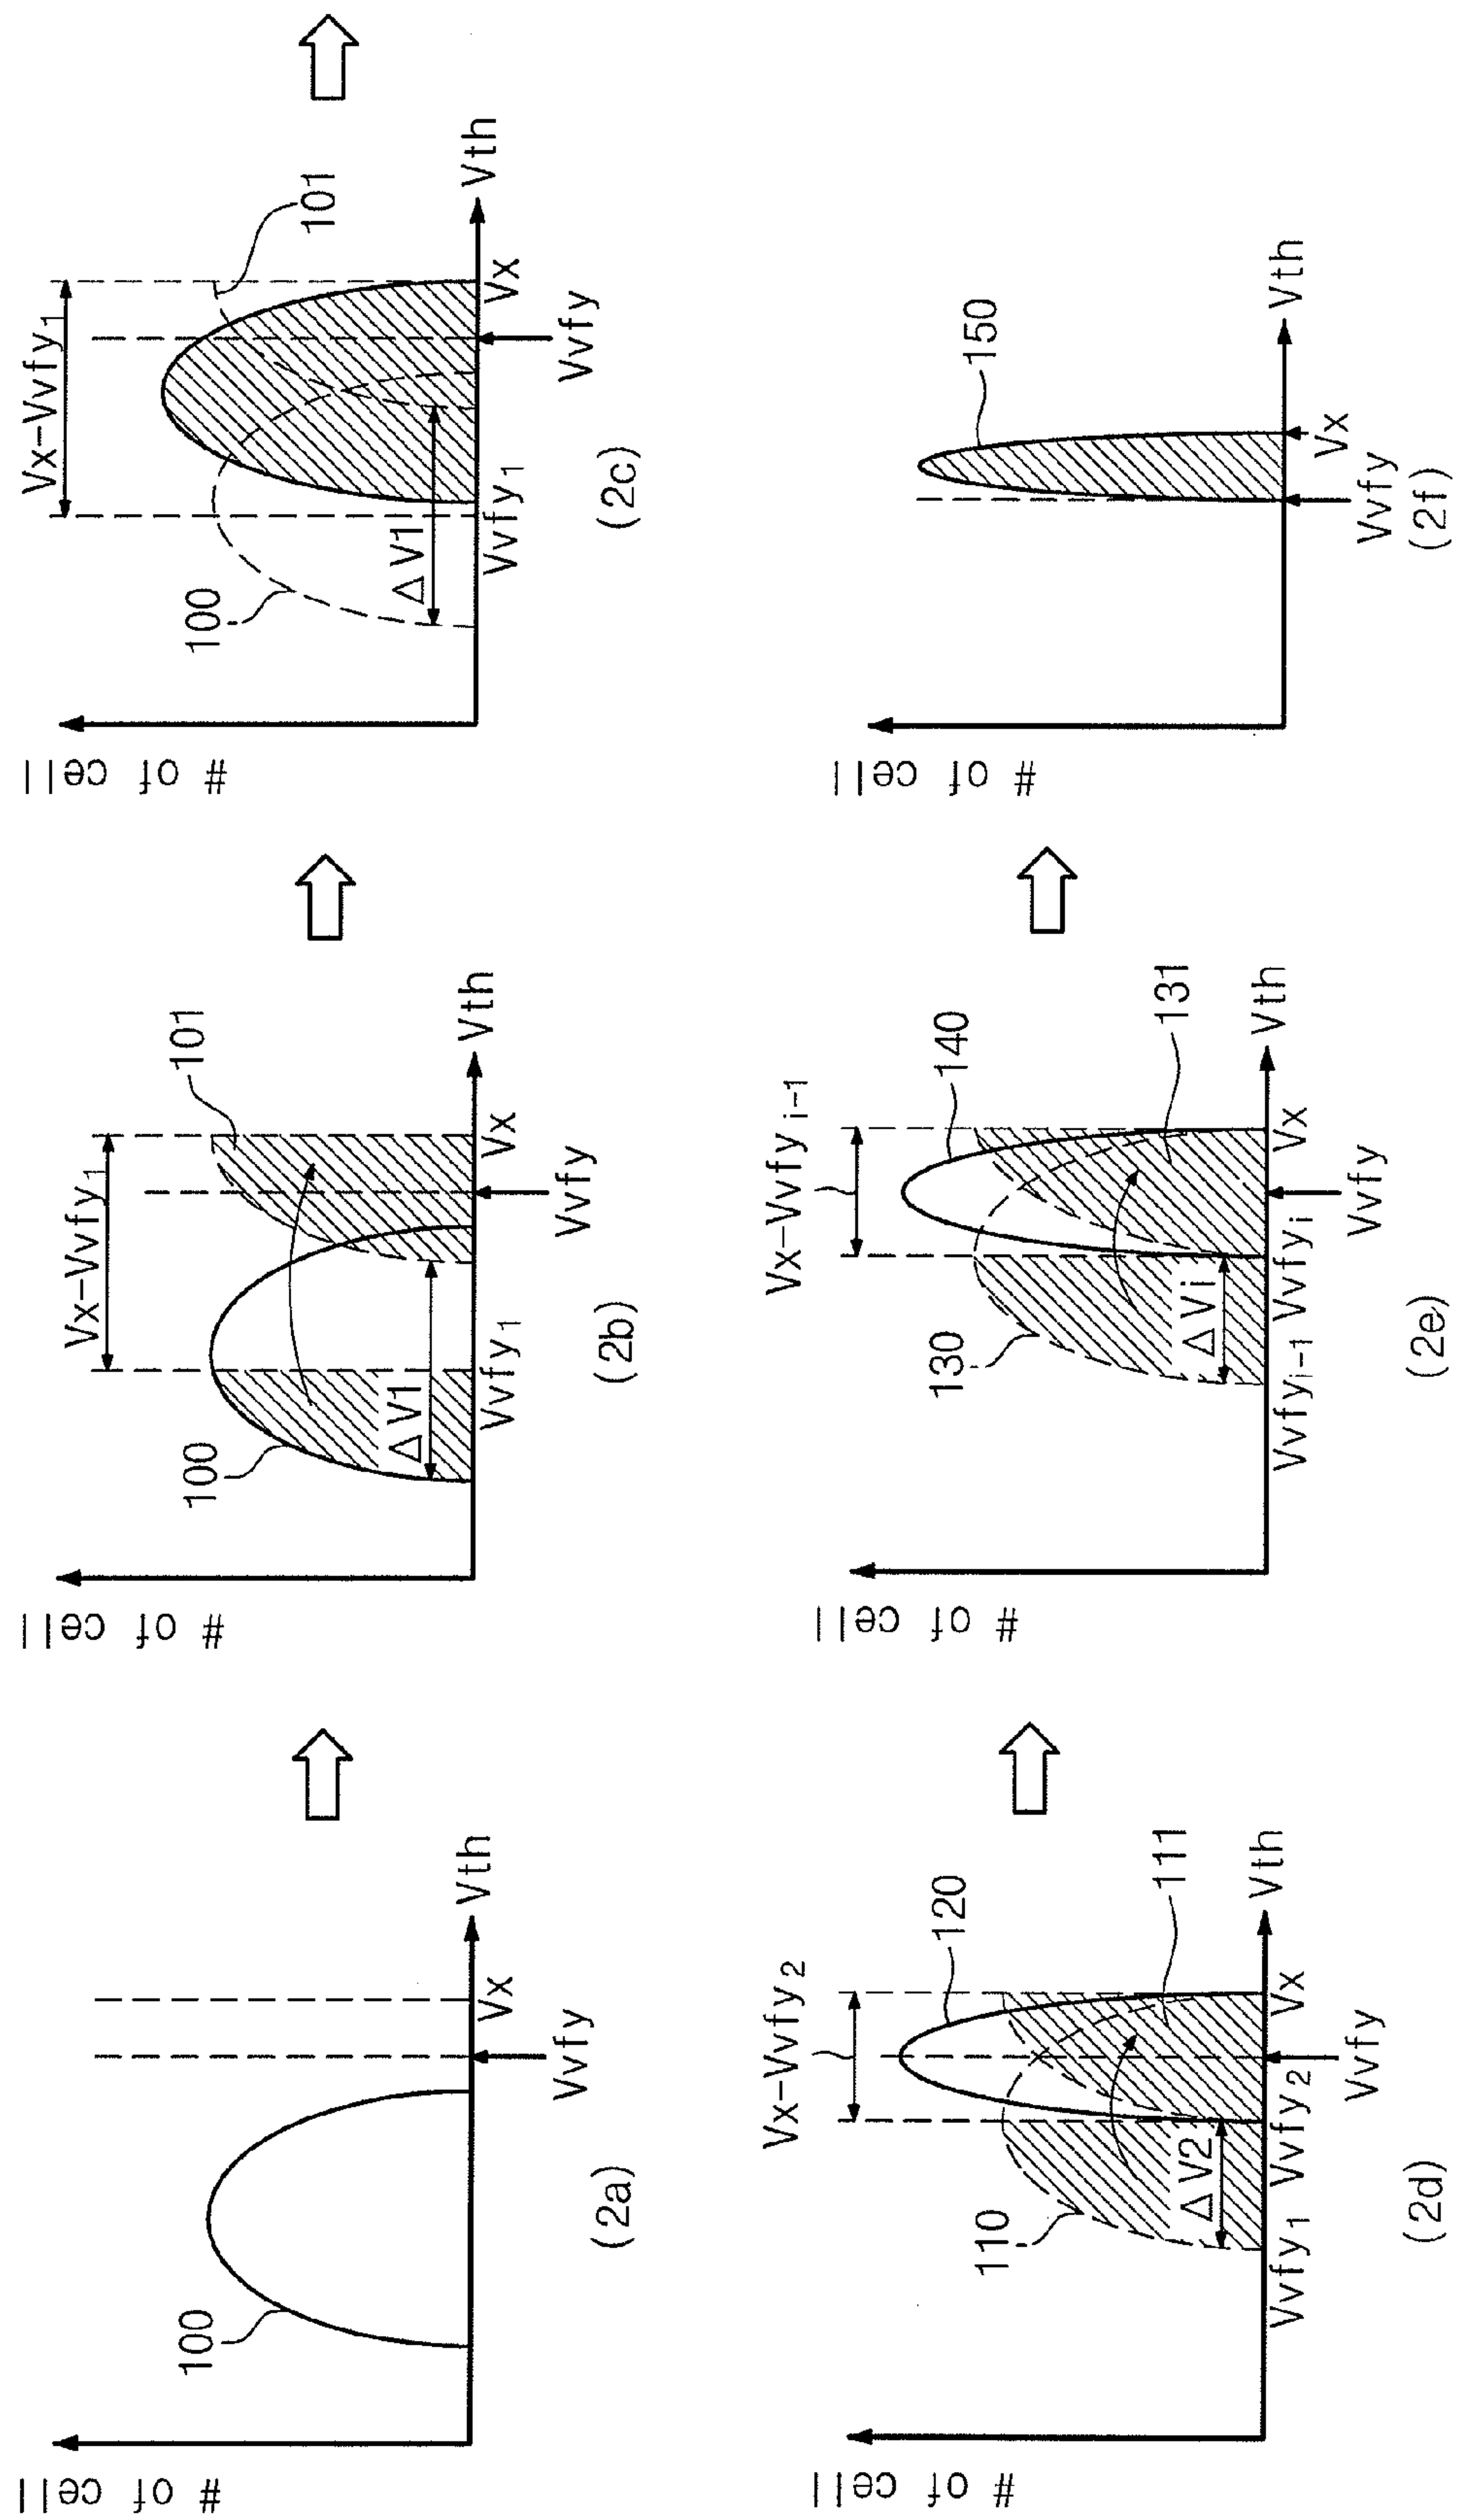 # of cell
100
Vth
Vx
Vvfy
(2a)
# of cell
Vx-Vvfy1
100
101
ΔV1
Vth
Vvfy1
Vx
Vvfy
(2b)
# of cell
Vx-Vvfy1
100
101
ΔV1
Vth
Vvfy1
Vx
Vvfy
(2c)
# of cell
Vx-Vvfy2
110
120
111
ΔV2
Vth
Vvfy1 Vvfy2 Vx
Vvfy
(2d)
# of cell
Vx-Vvfyi-1
130
140
131
ΔVi
Vth
Vvfyi-1 Vvfyi Vx
Vvfy
(2e)
# of cell
150
Vth
Vx
Vvfy
(2f)